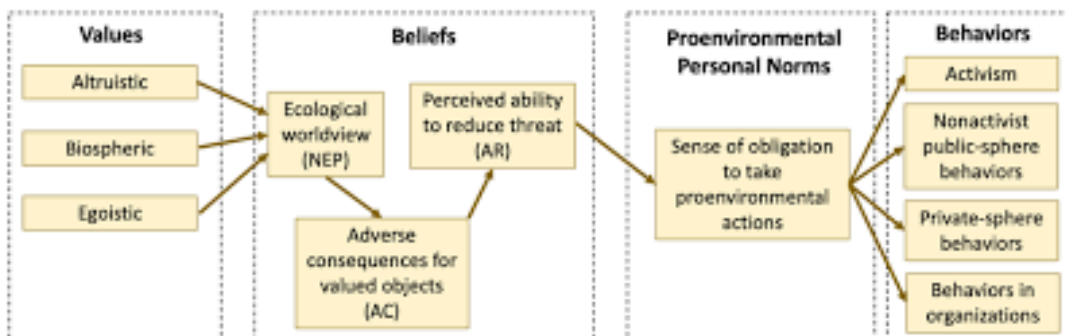 Values
Altruistic
Biospheric
Egoistic
Beliefs
Ecological
worldview
(NEP)
Adverse
consequences for
valued objects
(AC)
Perceived ability
to reduce threat
(AR)
Proenvironmental
Personal Norms
Sense of obligation
to take
proenvironmental
actions
Behaviors
Activism
Nonactivist
public-sphere
behaviors
Private-sphere
behaviors
Behaviors in
organizations